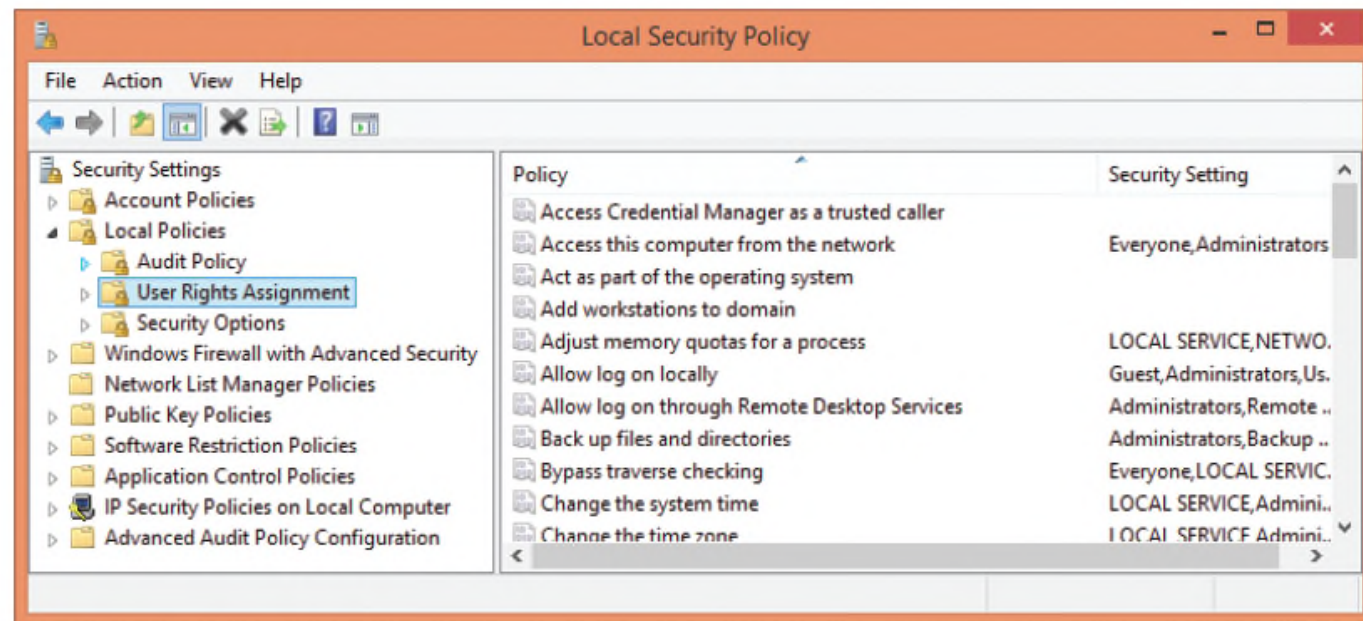 Local Security Policy
File Action View Help
Security Settings
Account Policies
Local Policies
Audit Policy
User Rights Assignment
Security Options
Windows Firewall with Advanced Security
Network List Manager Policies
Public Key Policies
Software Restriction Policies
Application Control Policies
IP Security Policies on Local Computer
Advanced Audit Policy Configuration
Policy Security Setting
Access Credential Manager as a trusted caller
Access this computer from the network Everyone,Administrators
Act as part of the operating system
Add workstations to domain
Adjust memory quotas for a process LOCAL SERVICE,NETWO.
Allow log on locally Guest,Administrators,Us.
Allow log on through Remote Desktop Services Administrators,Remote ..
Back up files and directories Administrators,Backup ..
Bypass traverse checking Everyone,LOCAL SERVIC.
Change the system time LOCAL SERVICE,Admini..
Change the time zone LOCAL SERVICE Admini..